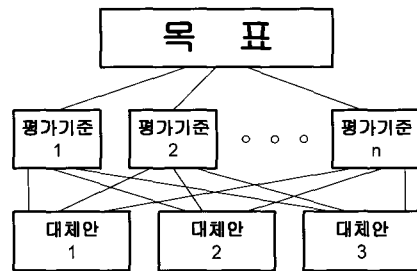 목 표
평가기준 평가기준 ○ ○ ○ 평가기준
1 2 n
대체안 대체안 대체안
1 2 3